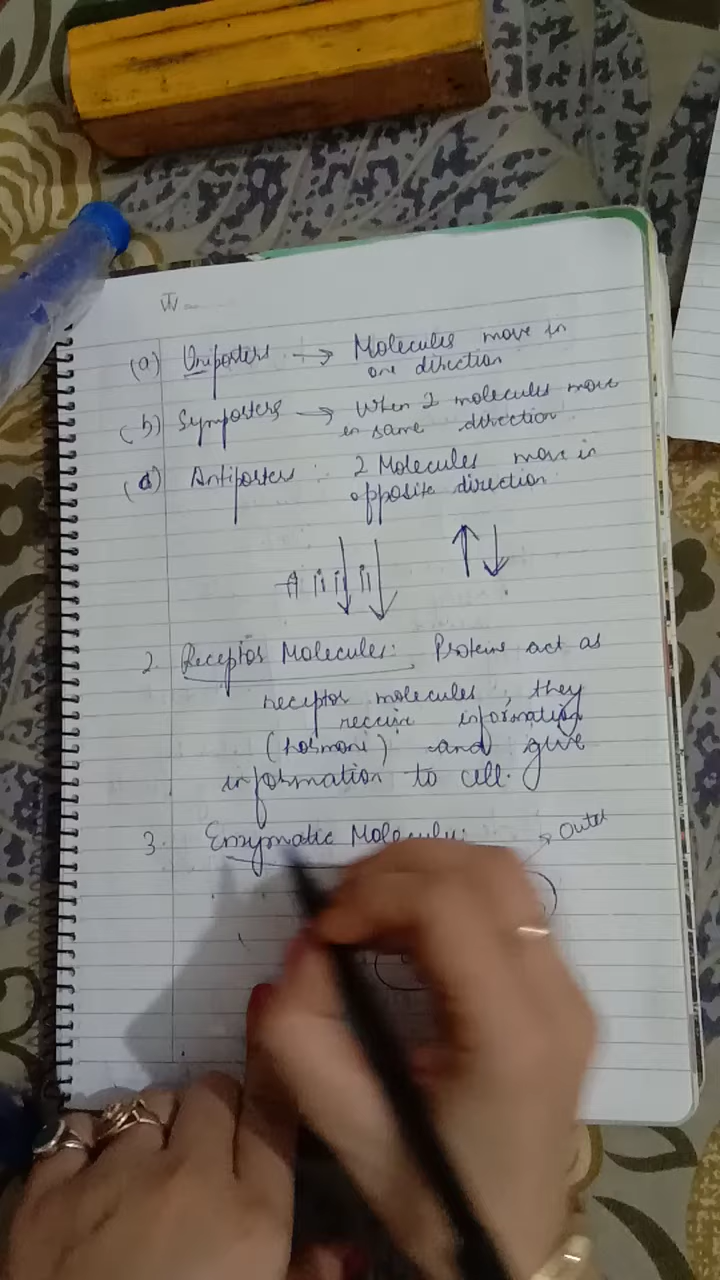 (a) Uniporters → Molecules move in
one direction
(b) Symporters → When 2 molecules move
in same direction
(d) Antiporters : 2 Molecules move in
opposite direction
2. Receptor Molecules: Proteins act as
receptor molecules, they
recieve information
(hormone) and give
information to cell.
3. Enzymatic Molecules:
Outer